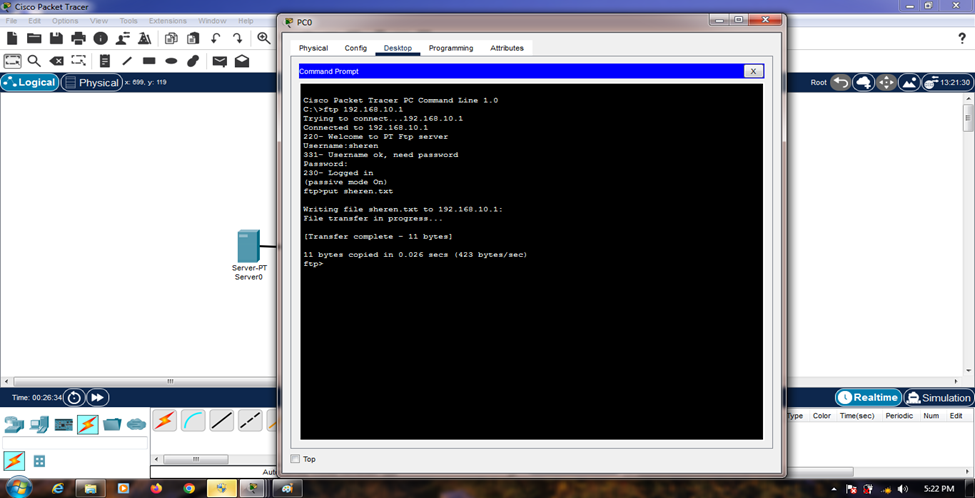 Cisco Packet Tracer
File Edit Options View Tools Extensions Window Help
Logical Physical x: 699, y: 119
Root 13:21:30
PC0
Physical Config Desktop Programming Attributes
Command Prompt X
Cisco Packet Tracer PC Command Line 1.0
C:\>ftp 192.168.10.1
Trying to connect...192.168.10.1
Connected to 192.168.10.1
220- Welcome to PT Ftp server
Username:sheren
331- Username ok, need password
Password:
230- Logged in
(passive mode On)
ftp>put sheren.txt
Writing file sheren.txt to 192.168.10.1:
File transfer in progress...
[Transfer complete - 11 bytes]
11 bytes copied in 0.026 secs (423 bytes/sec)
ftp>
Top
Server-PT
Server0
Time: 00:26:34
Realtime Simulation
Type Color Time(sec) Periodic Num Edit
Auto
5:22 PM